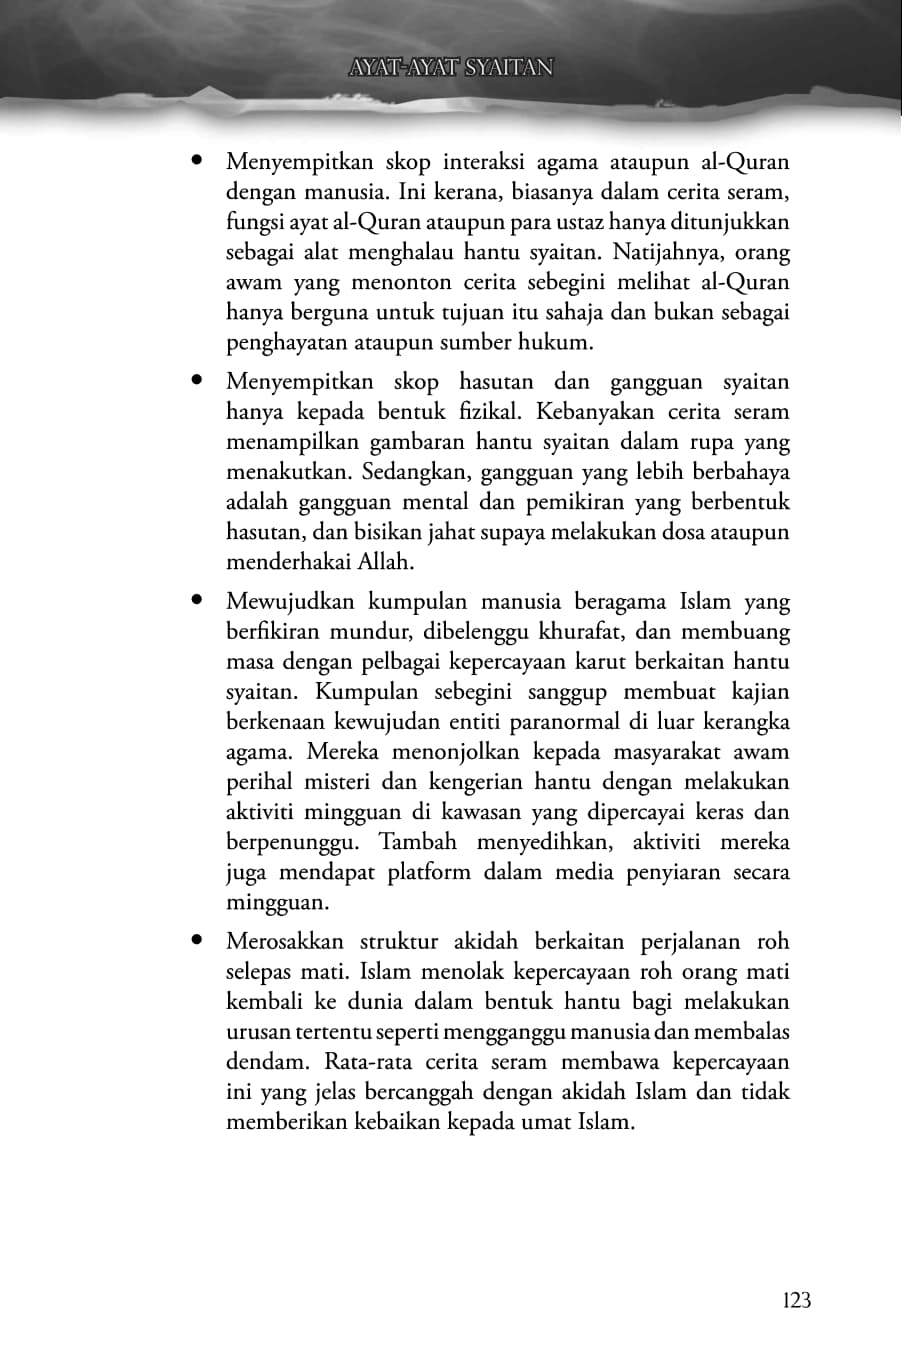 AYAT-AYAT SYAITAN
• Menyempitkan skop interaksi agama ataupun al-Quran
dengan manusia. Ini kerana, biasanya dalam cerita seram,
fungsi ayat al-Quran ataupun para ustaz hanya ditunjukkan
sebagai alat menghalau hantu syaitan. Natijahnya, orang
awam yang menonton cerita sebegini melihat al-Quran
hanya berguna untuk tujuan itu sahaja dan bukan sebagai
penghayatan ataupun sumber hukum.
• Menyempitkan skop hasutan dan gangguan syaitan
hanya kepada bentuk fizikal. Kebanyakan cerita seram
menampilkan gambaran hantu syaitan dalam rupa yang
menakutkan. Sedangkan, gangguan yang lebih berbahaya
adalah gangguan mental dan pemikiran yang berbentuk
hasutan, dan bisikan jahat supaya melakukan dosa ataupun
menderhakai Allah.
• Mewujudkan kumpulan manusia beragama Islam yang
berfikiran mundur, dibelenggu khurafat, dan membuang
masa dengan pelbagai kepercayaan karut berkaitan hantu
syaitan. Kumpulan sebegini sanggup membuat kajian
berkenaan kewujudan entiti paranormal di luar kerangka
agama. Mereka menonjolkan kepada masyarakat awam
perihal misteri dan kengerian hantu dengan melakukan
aktiviti mingguan di kawasan yang dipercayai keras dan
berpenunggu. Tambah menyedihkan, aktiviti mereka
juga mendapat platform dalam media penyiaran secara
mingguan.
• Merosakkan struktur akidah berkaitan perjalanan roh
selepas mati. Islam menolak kepercayaan roh orang mati
kembali ke dunia dalam bentuk hantu bagi melakukan
urusan tertentu seperti mengganggu manusia dan membalas
dendam. Rata-rata cerita seram membawa kepercayaan
ini yang jelas bercanggah dengan akidah Islam dan tidak
memberikan kebaikan kepada umat Islam.
123